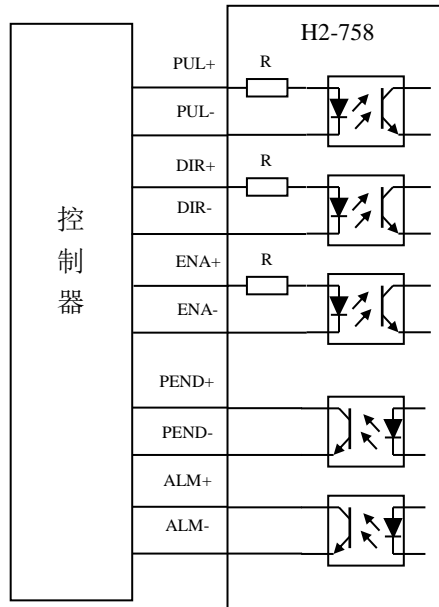 H2-758
控制器
PUL+
R
PUL-
DIR+
R
DIR-
ENA+
R
ENA-
PEND+
PEND-
ALM+
ALM-